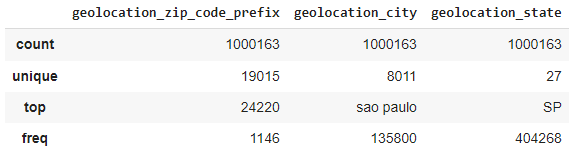 geolocation_zip_code_prefix geolocation_city geolocation_state
count 1000163 1000163 1000163
unique 19015 8011 27
top 24220 sao paulo SP
freq 1146 135800 404268